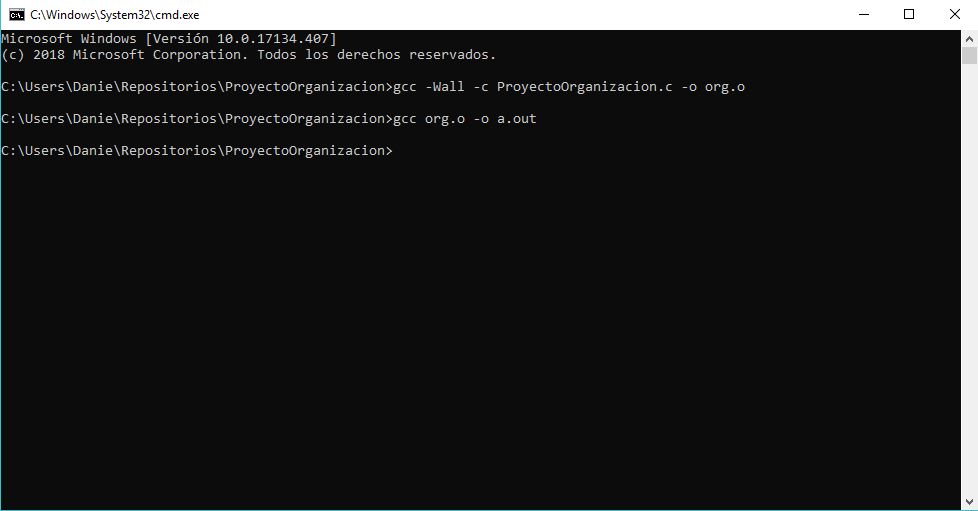 C:\Windows\System32\cmd.exe
Microsoft Windows [Versión 10.0.17134.407]
(c) 2018 Microsoft Corporation. Todos los derechos reservados.
C:\Users\Danie\Repositorios\ProyectoOrganizacion>gcc -Wall -c ProyectoOrganizacion.c -o org.o
C:\Users\Danie\Repositorios\ProyectoOrganizacion>gcc org.o -o a.out
C:\Users\Danie\Repositorios\ProyectoOrganizacion>